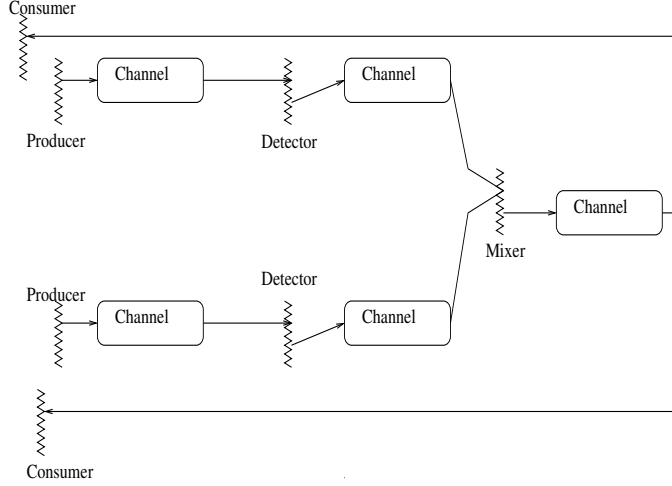 Consumer
Channel
Channel
Producer
Detector
Channel
Mixer
Detector
Producer
Channel
Channel
Consumer